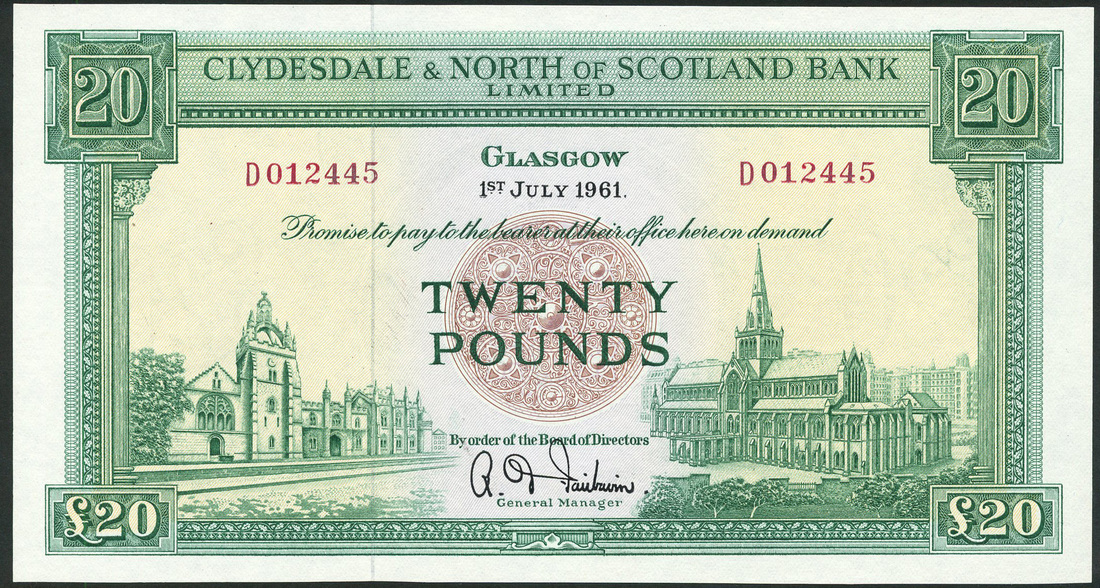 20 CLYDESDALE & NORTH OF SCOTLAND BANK 20
LIMITED
GLASGOW
D012445 D012445
1ST JULY 1961.
Promise to pay to the bearer at their office here on demand
TWENTY
POUNDS
By order of the Board of Directors
General Manager
£20 £20